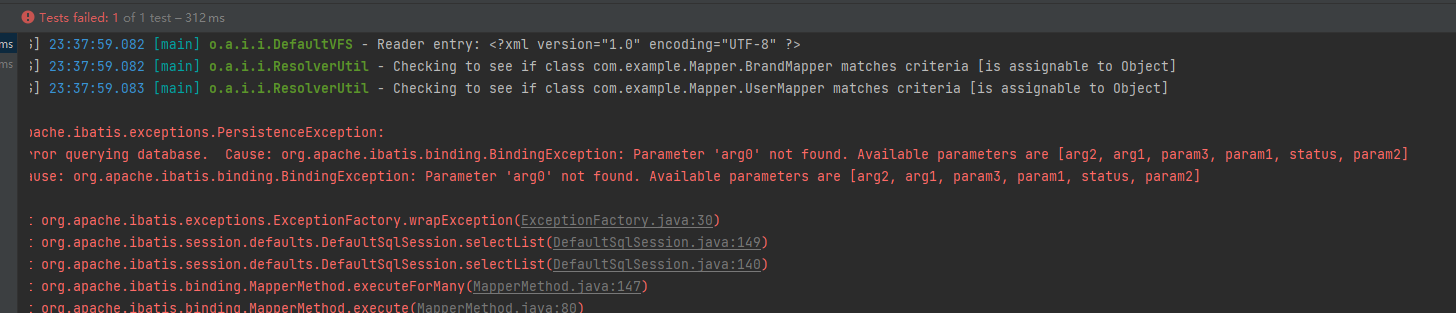 Tests failed: 1 of 1 test – 312 ms
ms
ms
] 23:37:59.082 [main] o.a.i.i.DefaultVFS - Reader entry: <?xml version="1.0" encoding="UTF-8" ?>
] 23:37:59.082 [main] o.a.i.i.ResolverUtil - Checking to see if class com.example.Mapper.BrandMapper matches criteria [is assignable to Object]
] 23:37:59.083 [main] o.a.i.i.ResolverUtil - Checking to see if class com.example.Mapper.UserMapper matches criteria [is assignable to Object]
pache.ibatis.exceptions.PersistenceException:
ror querying database.  Cause: org.apache.ibatis.binding.BindingException: Parameter 'arg0' not found. Available parameters are [arg2, arg1, param3, param1, status, param2]
ause: org.apache.ibatis.binding.BindingException: Parameter 'arg0' not found. Available parameters are [arg2, arg1, param3, param1, status, param2]
: org.apache.ibatis.exceptions.ExceptionFactory.wrapException(ExceptionFactory.java:30)
: org.apache.ibatis.session.defaults.DefaultSqlSession.selectList(DefaultSqlSession.java:149)
: org.apache.ibatis.session.defaults.DefaultSqlSession.selectList(DefaultSqlSession.java:140)
: org.apache.ibatis.binding.MapperMethod.executeForMany(MapperMethod.java:147)
: org.apache.ibatis.binding.MapperMethod.execute(MapperMethod.java:80)